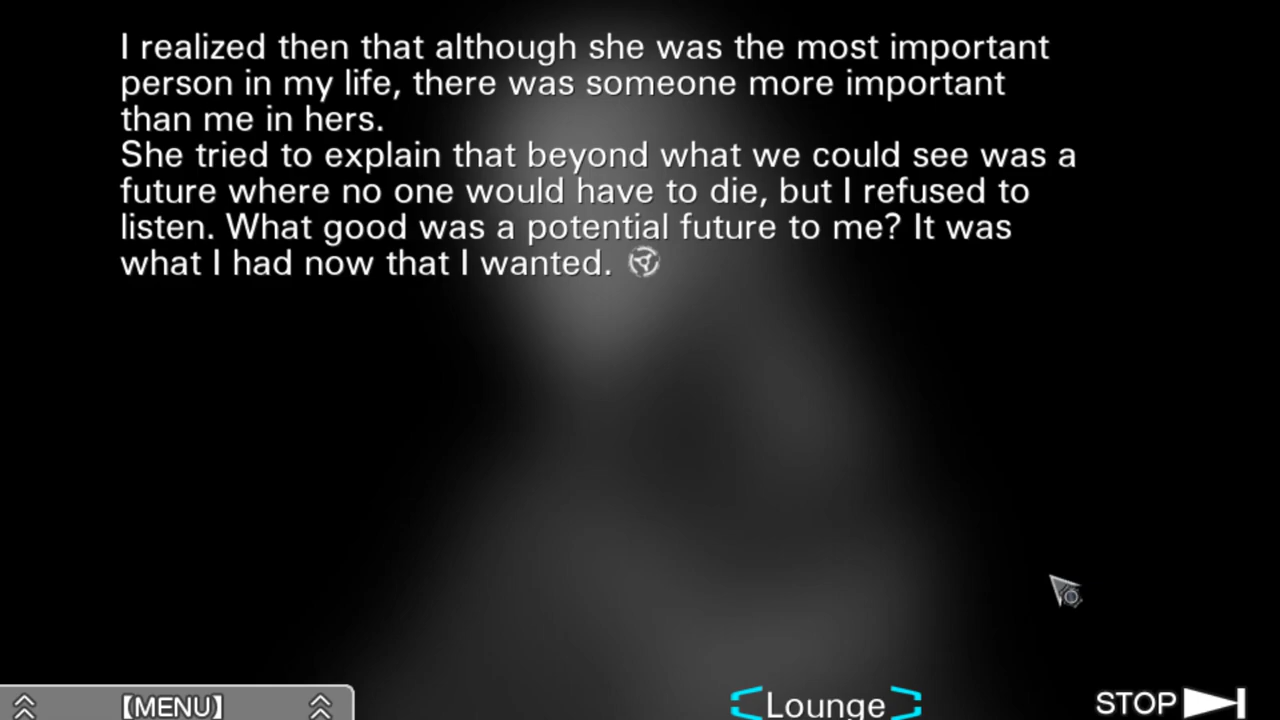 I realized then that although she was the most important
person in my life, there was someone more important
than me in hers.
She tried to explain that beyond what we could see was a
future where no one would have to die, but I refused to
listen. What good was a potential future to me? It was
what I had now that I wanted.
【MENU】
Lounge
STOP